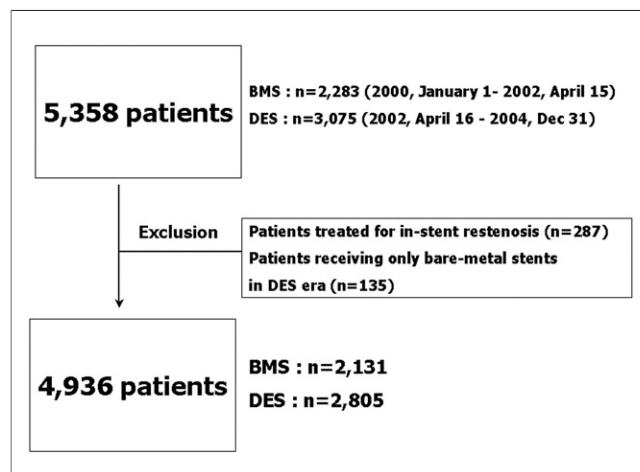 5,358 patients
BMS : n=2,283 (2000, January 1- 2002, April 15)
DES : n=3,075 (2002, April 16 - 2004, Dec 31)
Exclusion
Patients treated for in-stent restenosis (n=287)
Patients receiving only bare-metal stents
in DES era (n=135)
4,936 patients
BMS : n=2,131
DES : n=2,805